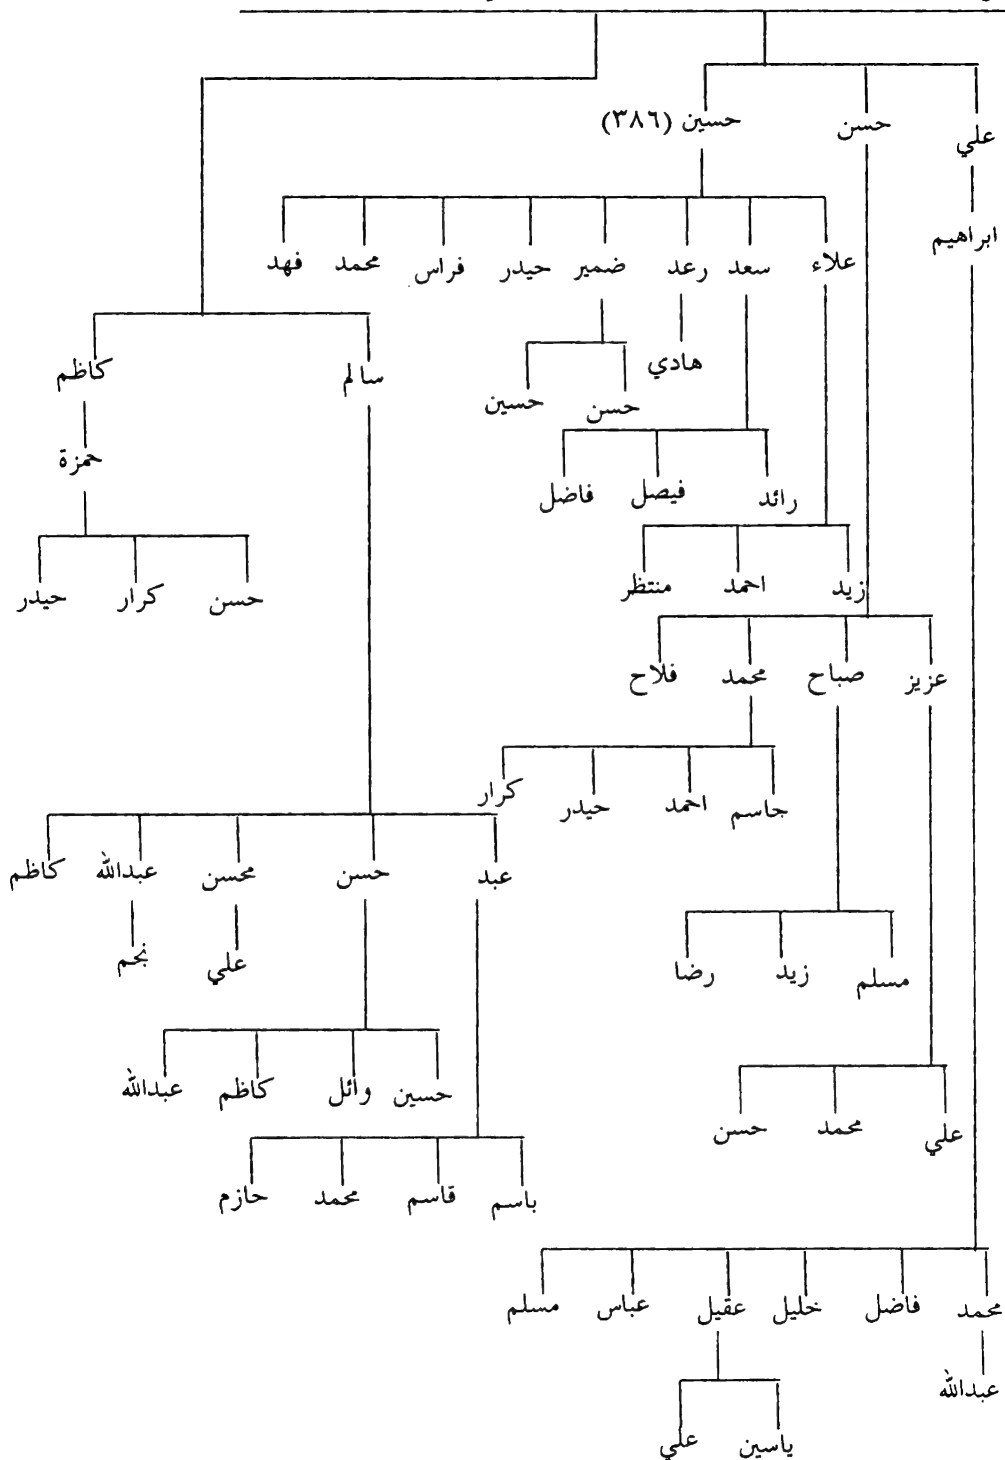 علي حسن حسين (٣٨٦)
ابراهيم
علاء سعد رعد ضمير حيدر فراس محمد فهد
سالم كاظم
هادي
حسن حسين
حمزة
رائد فيصل فاضل
زيد احمد منتظر
حسن كرار حيدر
عزيز صباح محمد فلاح
جاسم احمد حيدر كرار
عبد حسن محسن عبدالله كاظم
علي نجم
مسلم زيد رضا
حسين وائل كاظم عبدالله
علي محمد حسن
باسم قاسم محمد حازم
محمد فاضل خليل عقيل عباس مسلم
عبدالله
ياسين علي